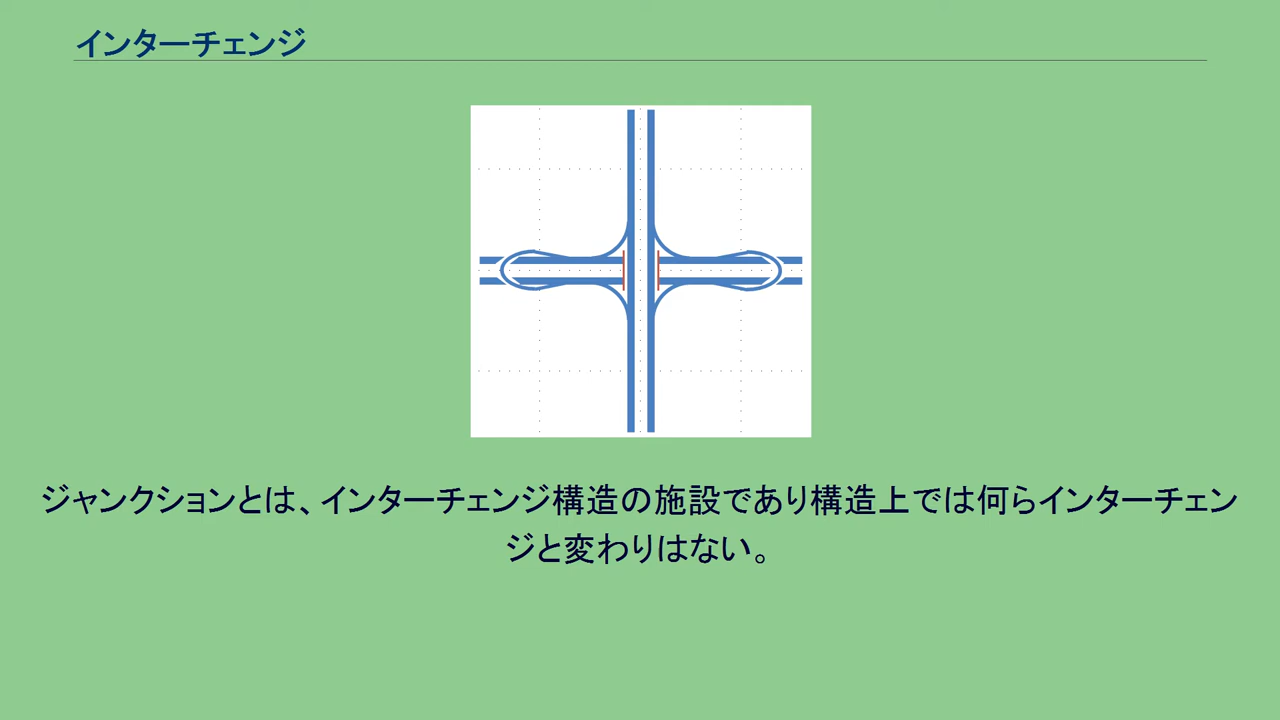 インターチェンジ
ジャンクションとは、インターチェンジ構造の施設であり構造上では何らインターチェン
ジと変わりはない。